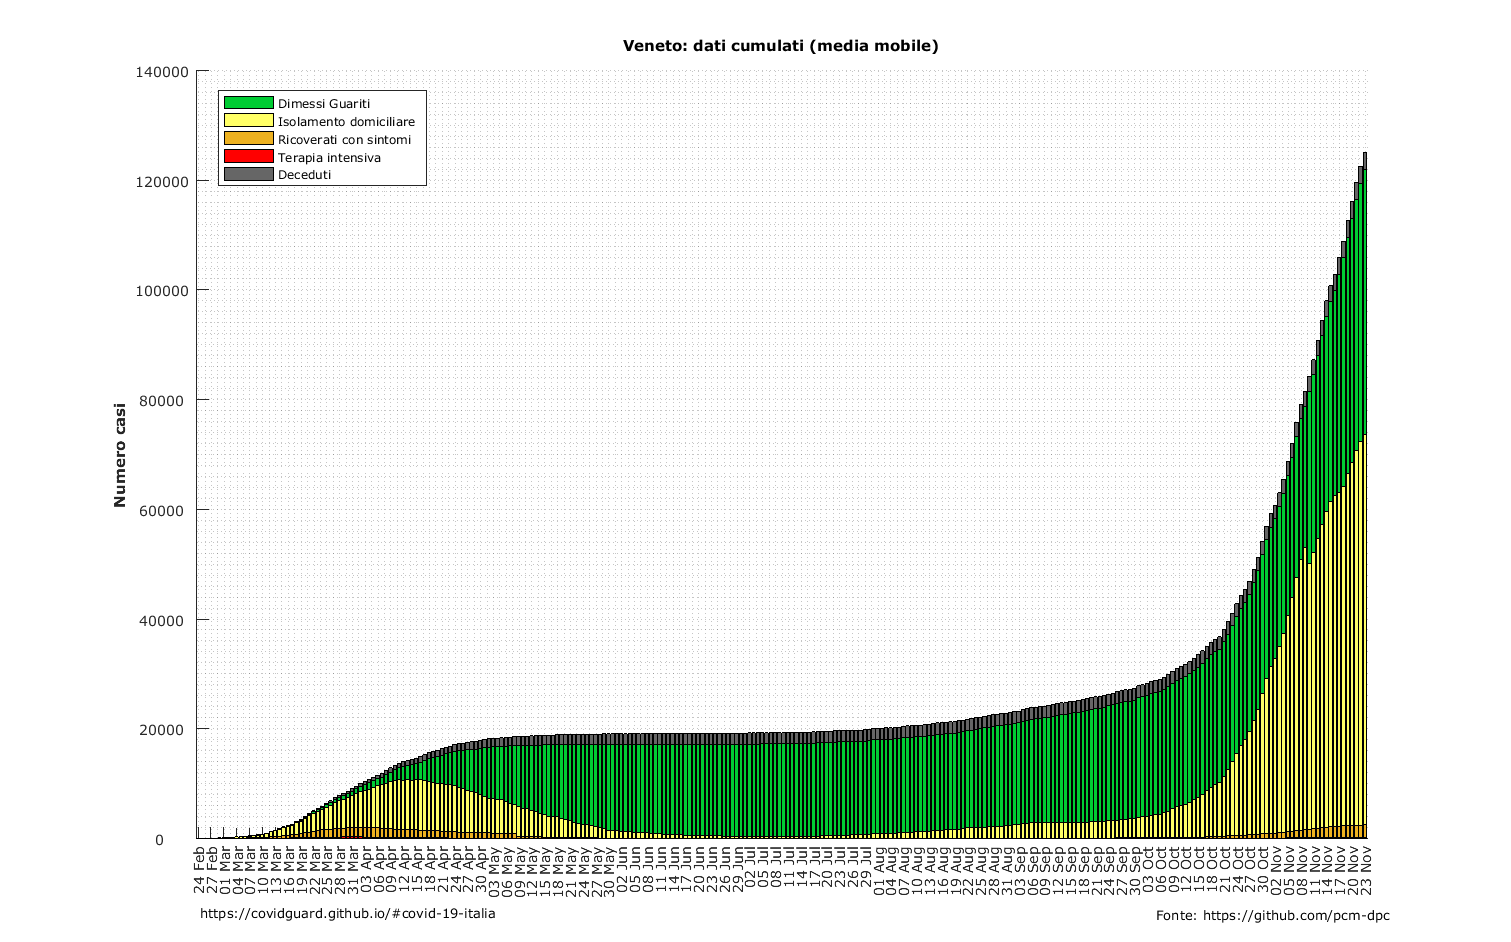 Veneto: dati cumulati (media mobile)
Numero casi
140000
120000
100000
80000
60000
40000
20000
0
Dimessi Guariti
Isolamento domiciliare
Ricoverati con sintomi
Terapia intensiva
Deceduti
24 Feb
27 Feb
01 Mar
04 Mar
07 Mar
10 Mar
13 Mar
16 Mar
19 Mar
22 Mar
25 Mar
28 Mar
31 Mar
03 Apr
06 Apr
09 Apr
12 Apr
15 Apr
18 Apr
21 Apr
24 Apr
27 Apr
30 Apr
03 May
06 May
09 May
12 May
15 May
18 May
21 May
24 May
27 May
30 May
02 Jun
05 Jun
08 Jun
11 Jun
14 Jun
17 Jun
20 Jun
23 Jun
26 Jun
29 Jun
02 Jul
05 Jul
08 Jul
11 Jul
14 Jul
17 Jul
20 Jul
23 Jul
26 Jul
29 Jul
01 Aug
04 Aug
07 Aug
10 Aug
13 Aug
16 Aug
19 Aug
22 Aug
25 Aug
28 Aug
31 Aug
03 Sep
06 Sep
09 Sep
12 Sep
15 Sep
18 Sep
21 Sep
24 Sep
27 Sep
30 Sep
03 Oct
06 Oct
09 Oct
12 Oct
15 Oct
18 Oct
21 Oct
24 Oct
27 Oct
30 Oct
02 Nov
05 Nov
08 Nov
11 Nov
14 Nov
17 Nov
20 Nov
23 Nov
https://covidguard.github.io/#covid-19-italia
Fonte: https://github.com/pcm-dpc